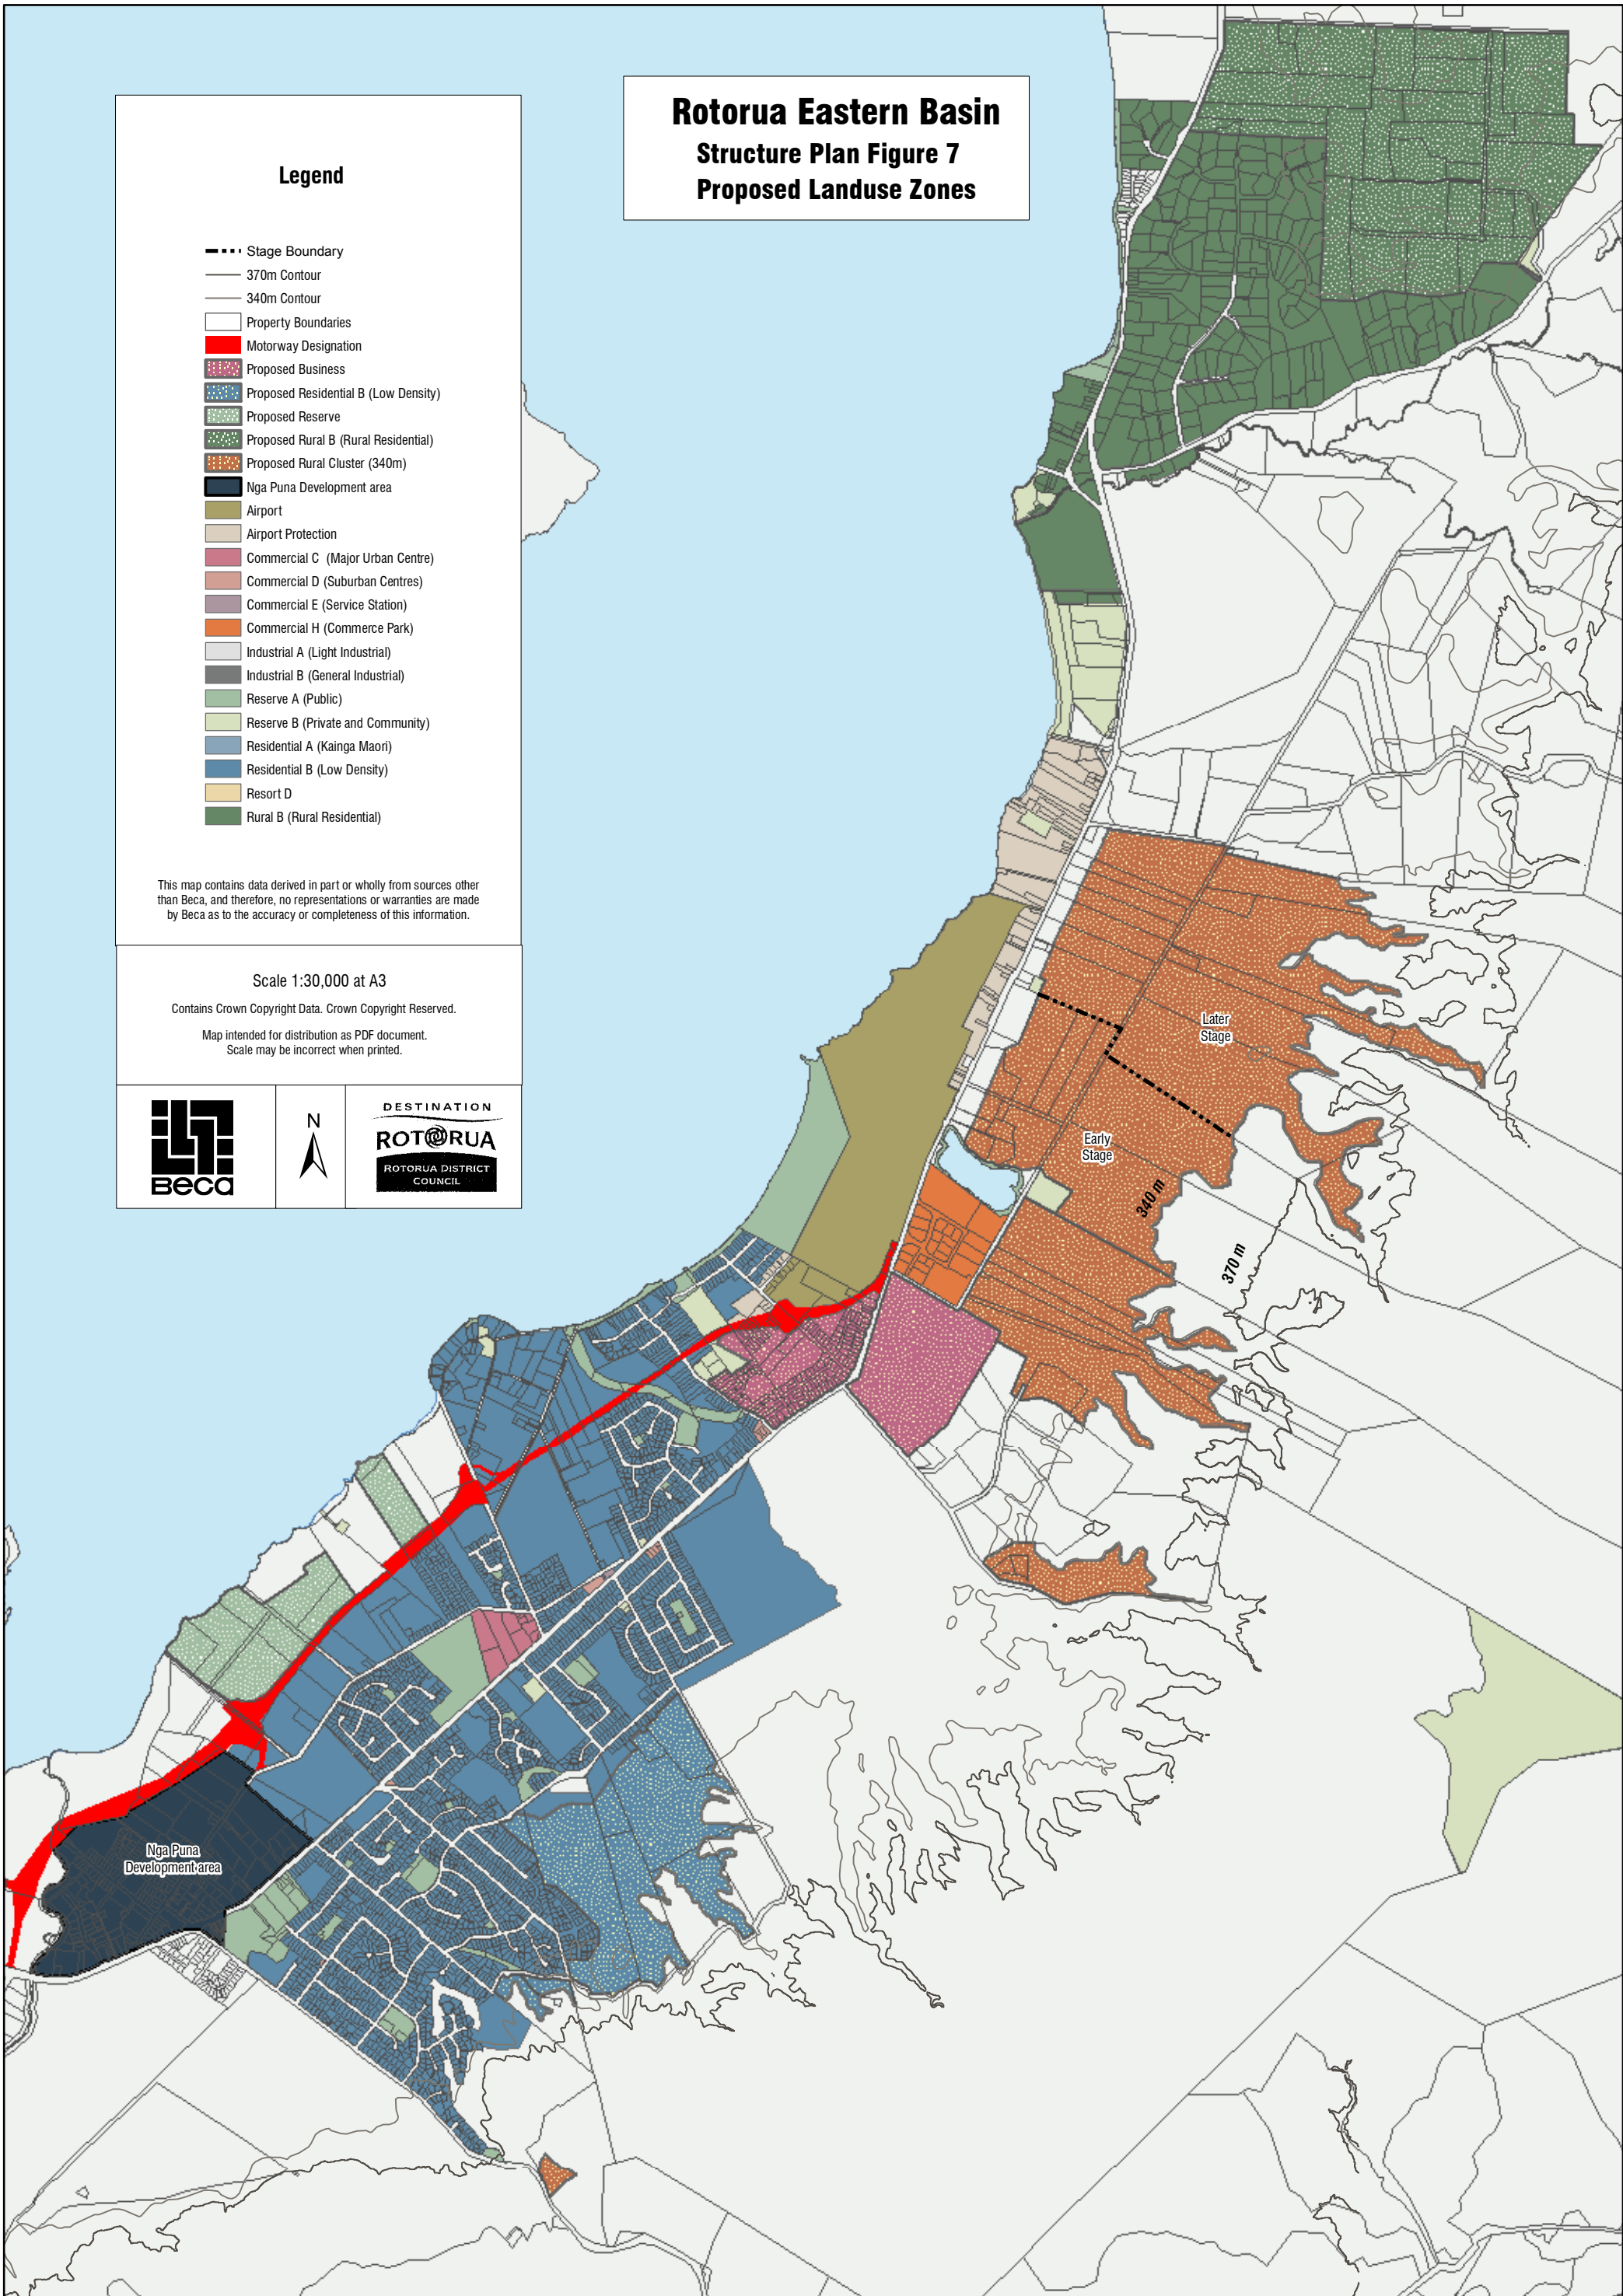 Rotorua Eastern Basin
Structure Plan Figure 7
Proposed Landuse Zones
Legend
Stage Boundary
370m Contour
340m Contour
Property Boundaries
Motorway Designation
Proposed Business
Proposed Residential B (Low Density)
Proposed Reserve
Proposed Rural B (Rural Residential)
Proposed Rural Cluster (340m)
Nga Puna Development area
Airport
Airport Protection
Commercial C (Major Urban Centre)
Commercial D (Suburban Centres)
Commercial E (Service Station)
Commercial H (Commerce Park)
Industrial A (Light Industrial)
Industrial B (General Industrial)
Reserve A (Public)
Reserve B (Private and Community)
Residential A (Kainga Maori)
Residential B (Low Density)
Resort D
Rural B (Rural Residential)
This map contains data derived in part or wholly from sources other
than Beca, and therefore, no representations or warranties are made
by Beca as to the accuracy or completeness of this information.
Scale 1:30,000 at A3
Contains Crown Copyright Data. Crown Copyright Reserved.
Map intended for distribution as PDF document.
Scale may be incorrect when printed.
Beca
N
DESTINATION
ROT@RUA
ROTORUA DISTRICT
COUNCIL
Later
Stage
Early
Stage
340 m
370 m
Nga Puna
Development area